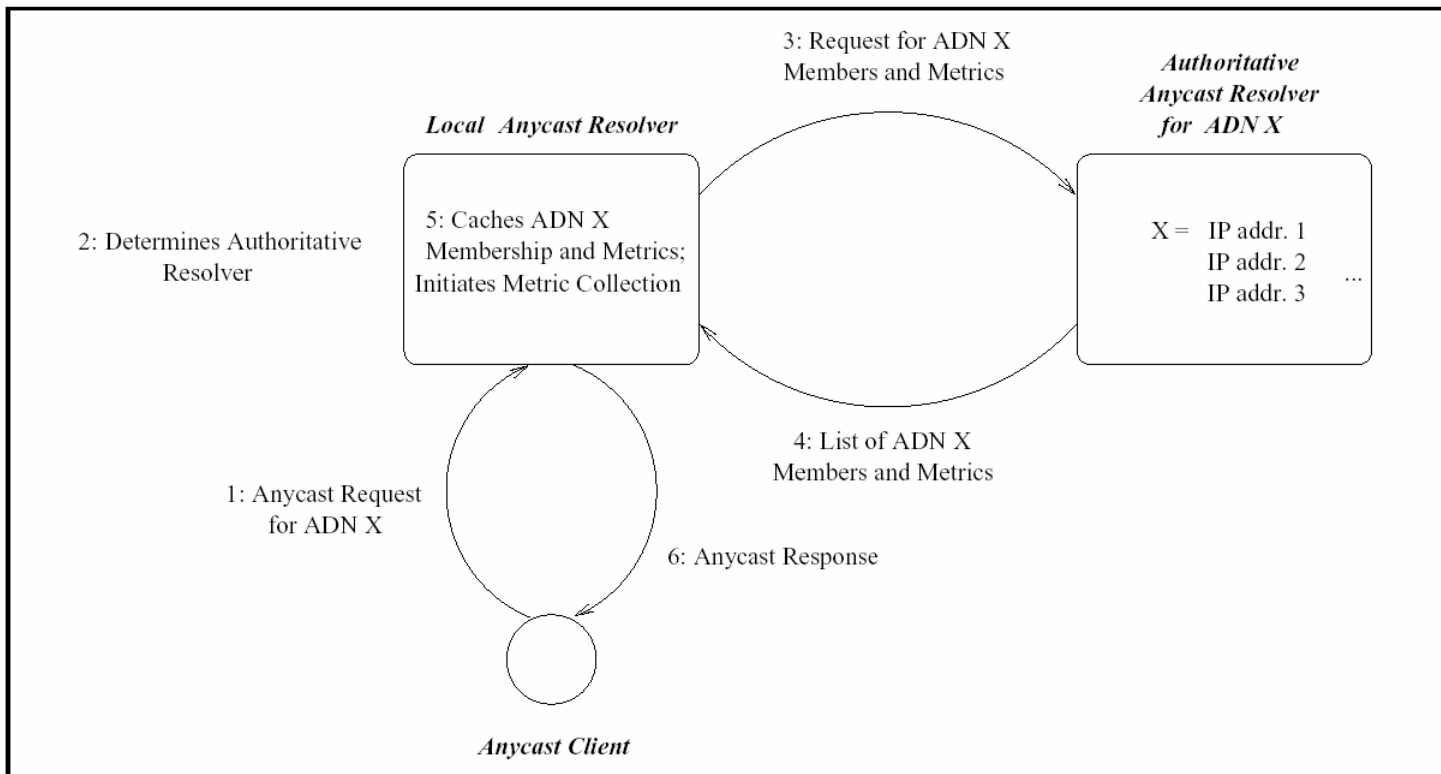 3: Request for ADN X
Members and Metrics
Authoritative
Anycast Resolver
for ADN X
Local Anycast Resolver
2: Determines Authoritative
Resolver
5: Caches ADN X
Membership and Metrics;
Initiates Metric Collection
X = IP addr. 1
IP addr. 2
IP addr. 3 ...
4: List of ADN X
Members and Metrics
1: Anycast Request
for ADN X
6: Anycast Response
Anycast Client